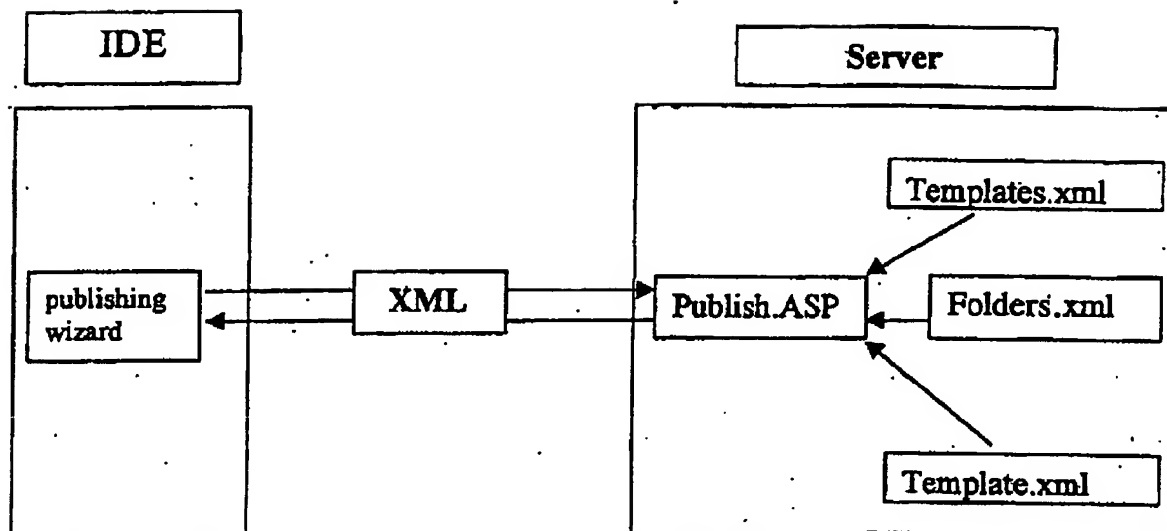 IDE
Server
Templates.xml
publishing
wizard
XML
Publish.ASP
Folders.xml
Template.xml